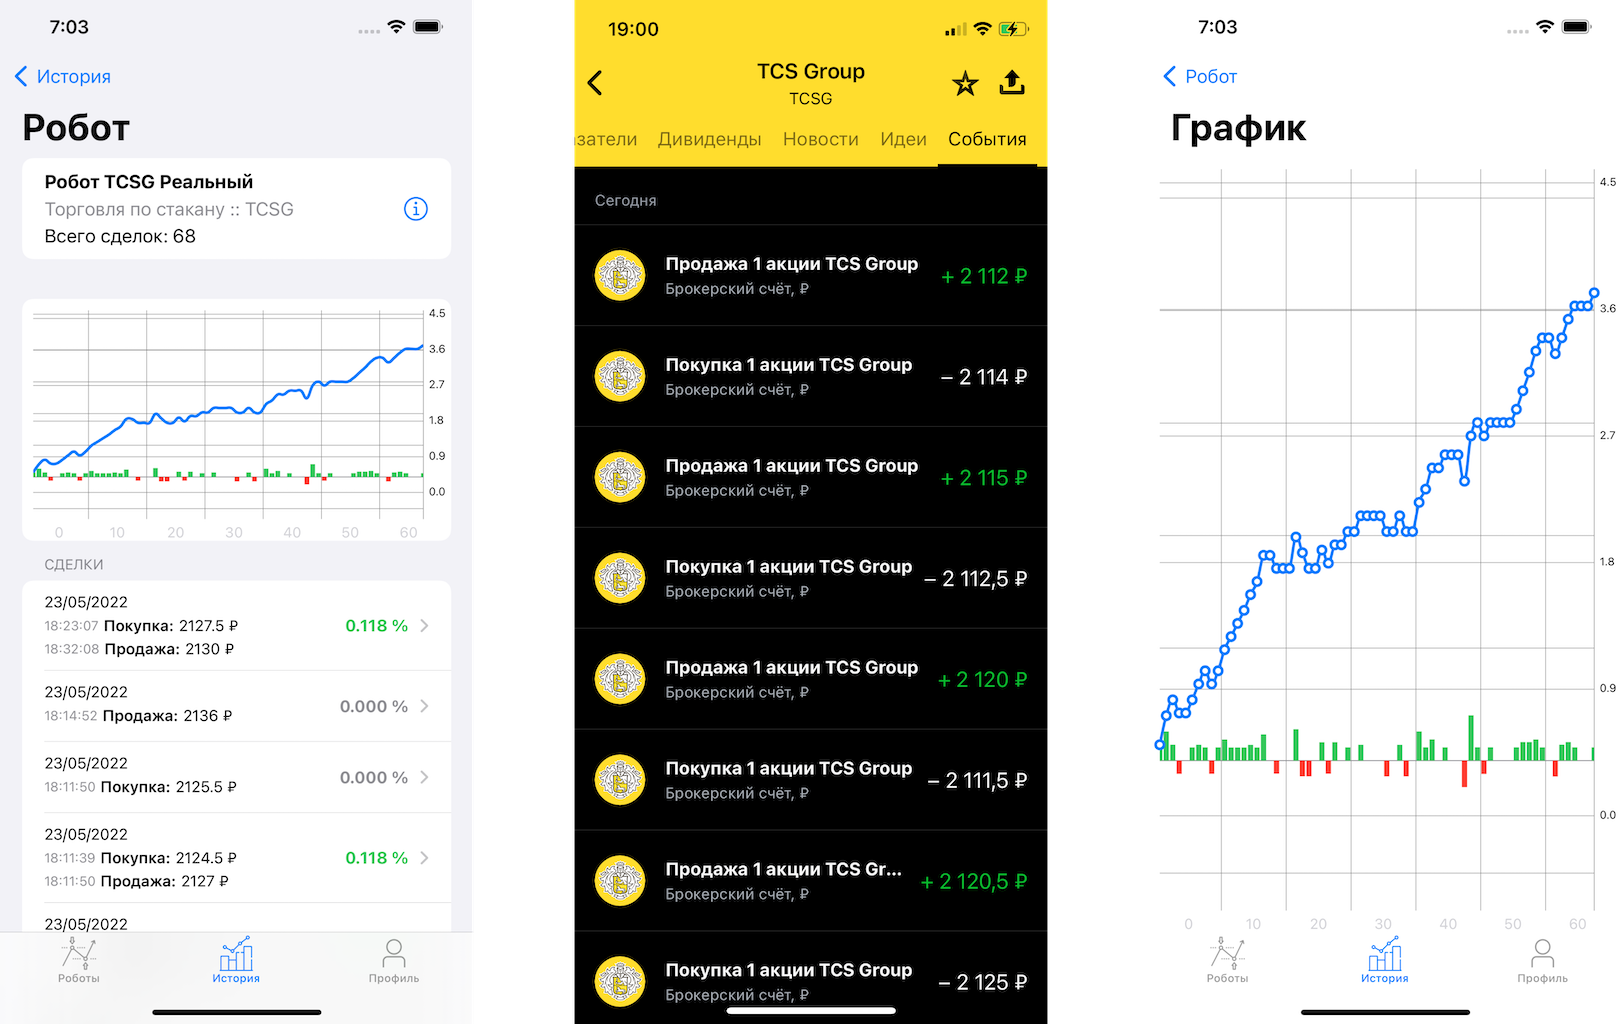 7:03
История
Робот
Робот TCSG Реальный
Торговля по стакану :: TCSG
Всего сделок: 68
4.5
3.6
2.7
1.8
0.9
0.0
0 10 20 30 40 50 60
СДЕЛКИ
23/05/2022
18:23:07 Покупка: 2127.5 ₽
0.118 %
18:32:08 Продажа: 2130 ₽
23/05/2022
18:14:52 Продажа: 2136 ₽
0.000 %
23/05/2022
18:11:50 Покупка: 2125.5 ₽
0.000 %
23/05/2022
18:11:39 Покупка: 2124.5 ₽
0.118 %
18:11:50 Продажа: 2127 ₽
23/05/2022
Роботы
История
Профиль
19:00
TCS Group
TCSG
азатели Дивиденды Новости Идеи События
Сегодня
Продажа 1 акции TCS Group
Брокерский счёт, ₽
+ 2 112 ₽
Покупка 1 акции TCS Group
Брокерский счёт, ₽
– 2 114 ₽
Продажа 1 акции TCS Group
Брокерский счёт, ₽
+ 2 115 ₽
Покупка 1 акции TCS Group
Брокерский счёт, ₽
– 2 112,5 ₽
Продажа 1 акции TCS Group
Брокерский счёт, ₽
+ 2 120 ₽
Покупка 1 акции TCS Group
Брокерский счёт, ₽
– 2 111,5 ₽
Продажа 1 акции TCS Gr...
Брокерский счёт, ₽
+ 2 120,5 ₽
Покупка 1 акции TCS Group
Брокерский счёт, ₽
– 2 125 ₽
7:03
Робот
График
4.5
3.6
2.7
1.8
0.9
0.0
0 10 20 30 40 50 60
Роботы
История
Профиль